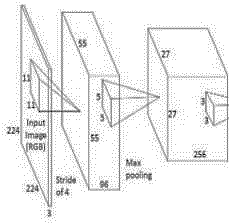 55
27
11
11
5
5
3
3
224
27
55
Input
Image
(RGB)
Stride
of 4
Max
pooling
256
224
96
3